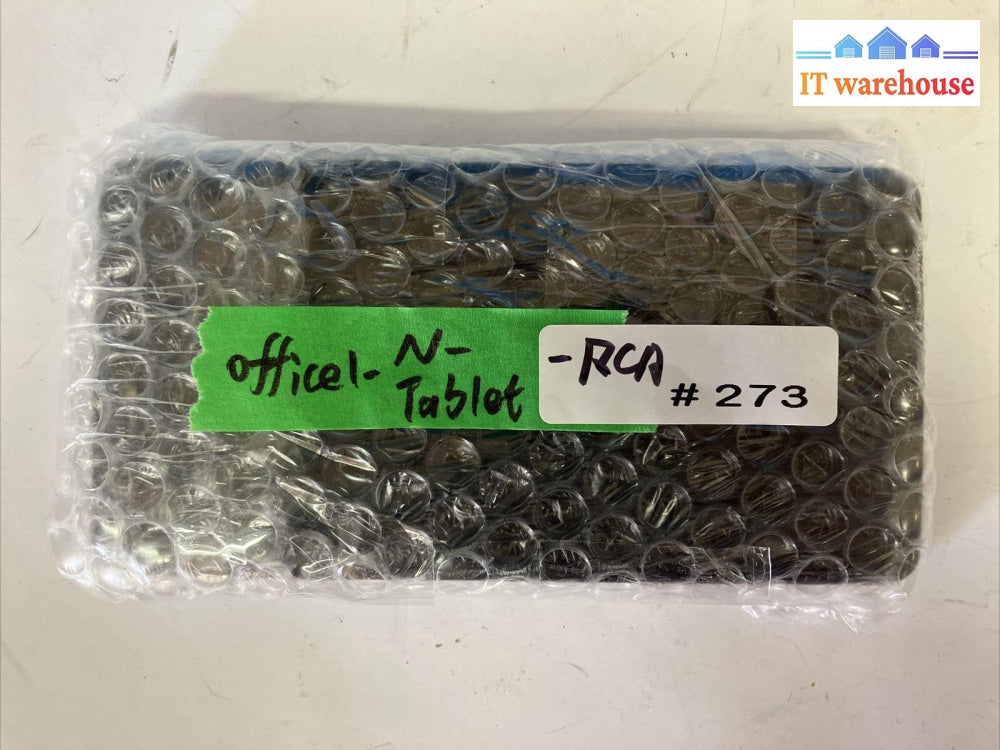 IT warehouse
officel- N-
Tablet
-RCA
# 273